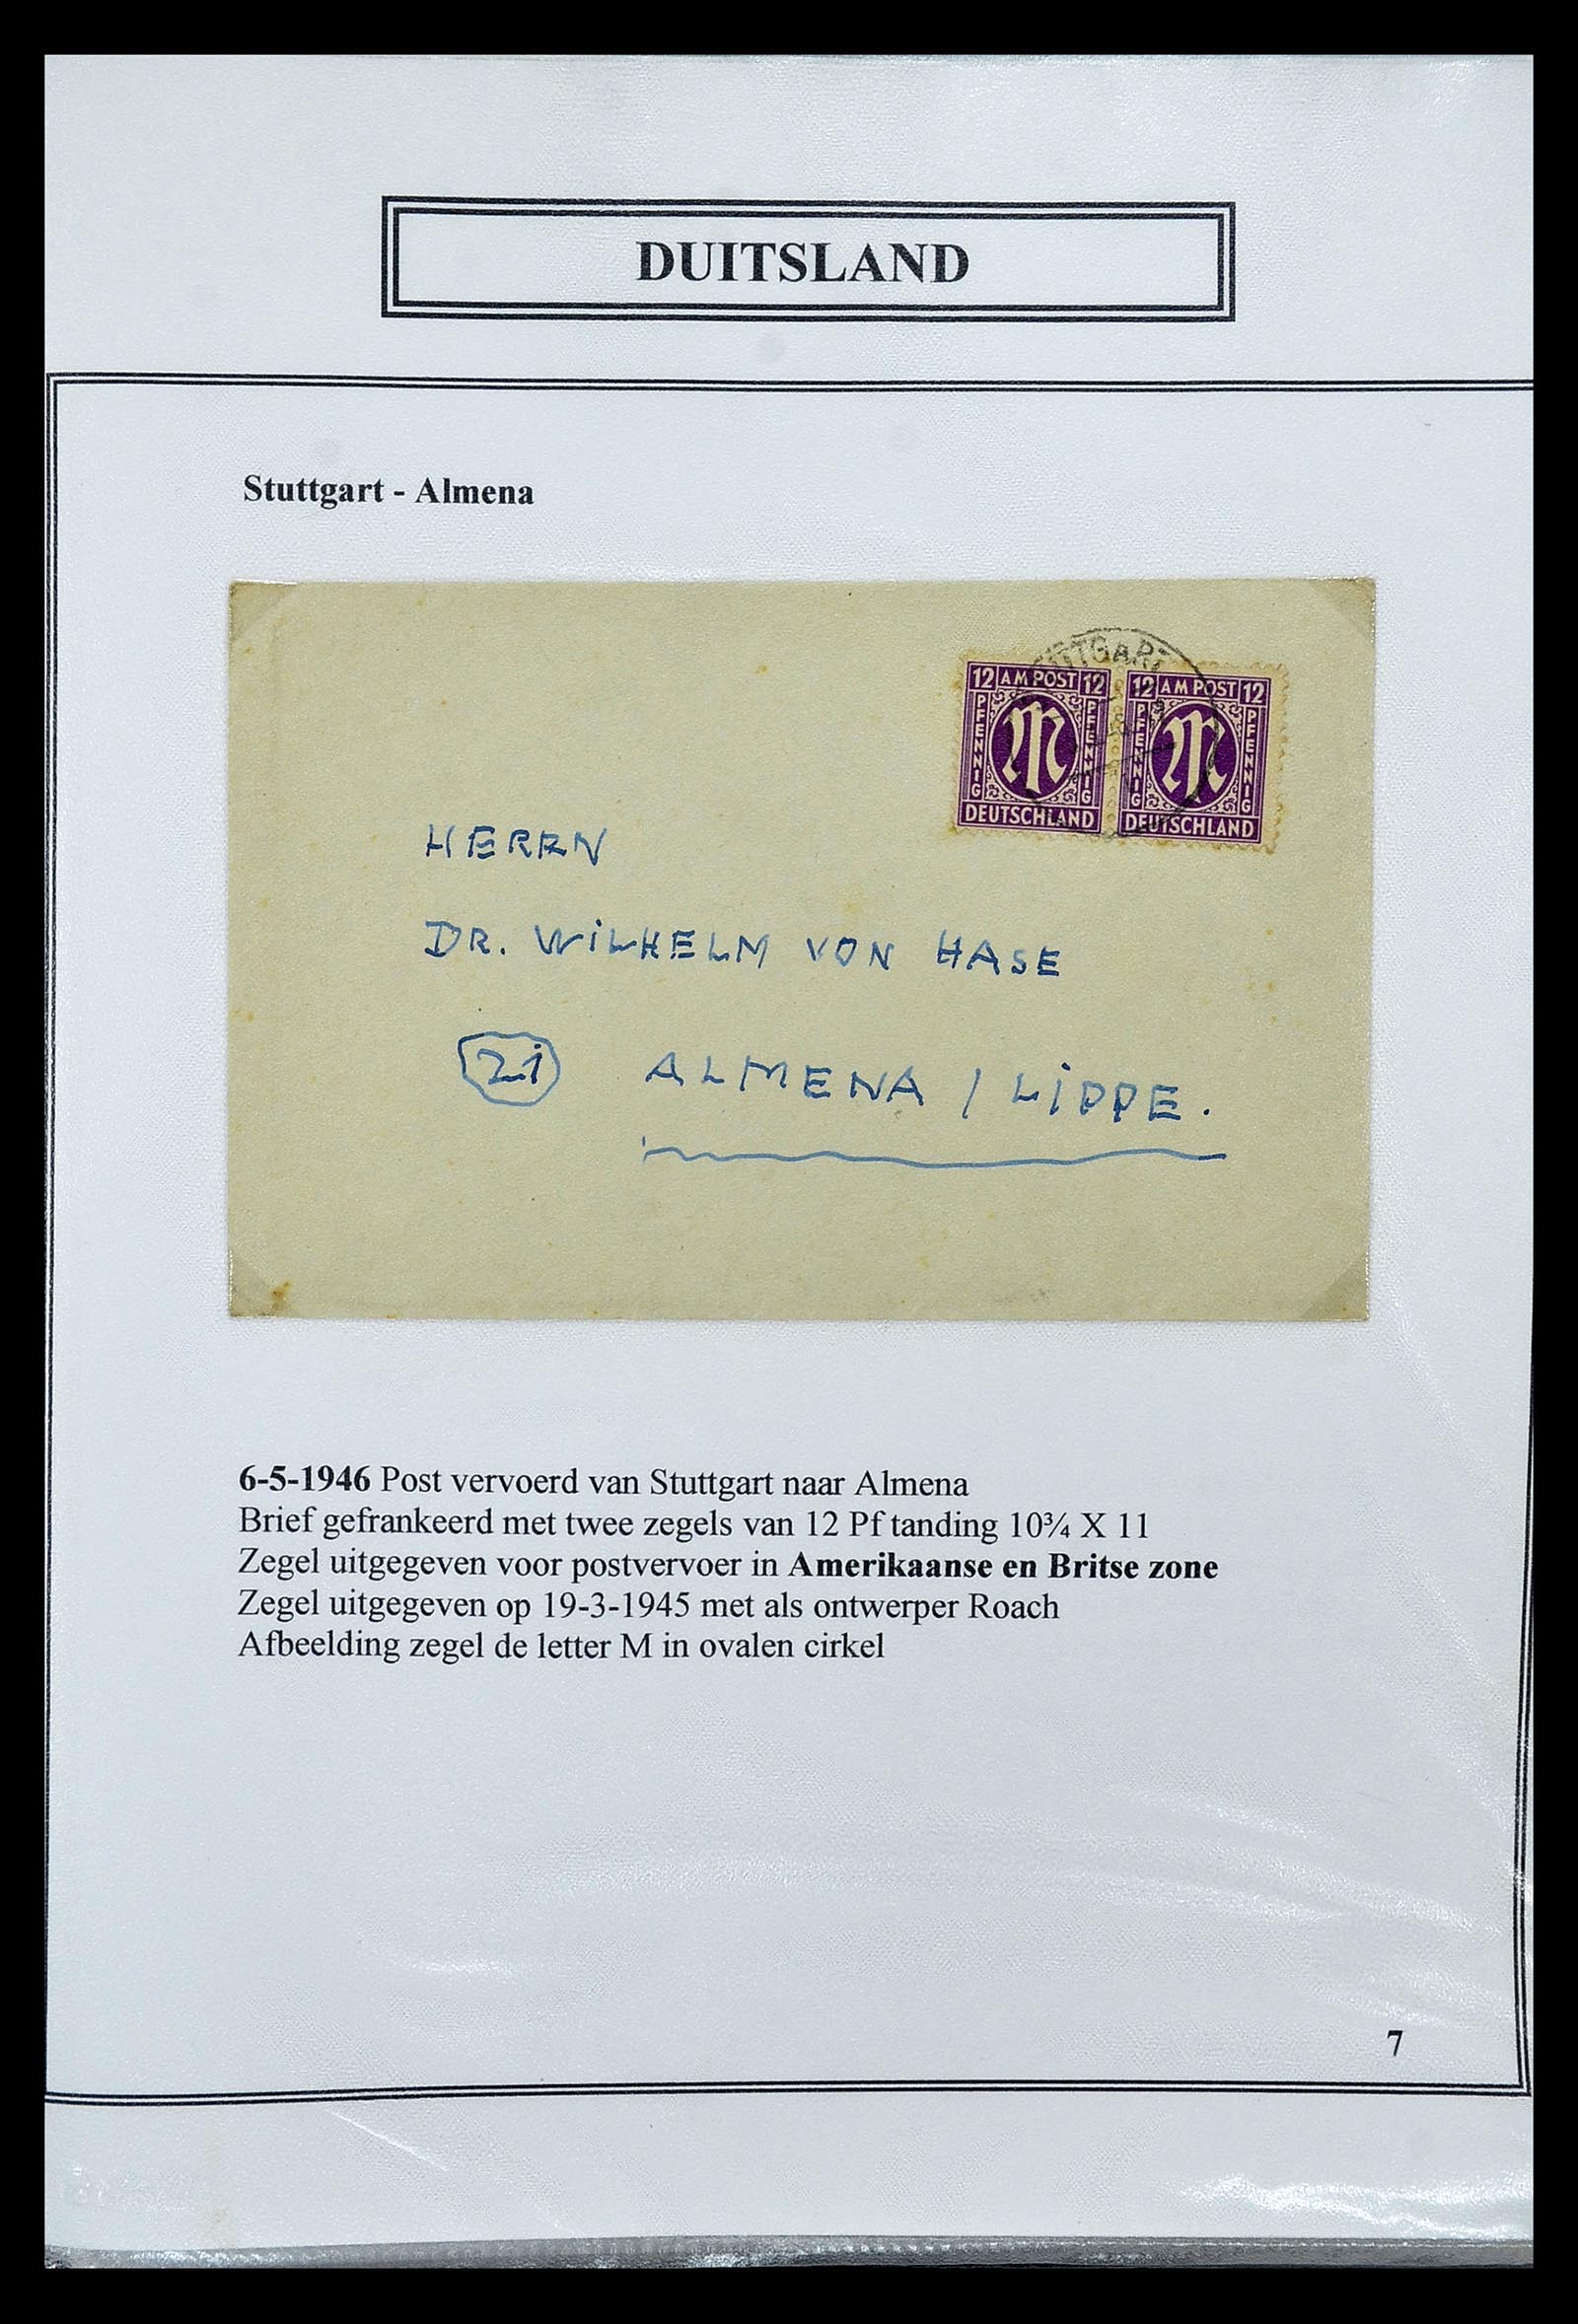 DUITSLAND
Stuttgart - Almena
12 AM POST 12
PFENNIG
PFENNIG
DEUTSCHLAND
12 AM POST 12
PFENNIG
PFENNIG
DEUTSCHLAND
HERRN
DR. WILHELM VON HASE
21 ALMENA / LIPPE.
6-5-1946 Post vervoerd van Stuttgart naar Almena
Brief gefrankeerd met twee zegels van 12 Pf tanding 10¾ X 11
Zegel uitgegeven voor postvervoer in Amerikaanse en Britse zone
Zegel uitgegeven op 19-3-1945 met als ontwerper Roach
Afbeelding zegel de letter M in ovalen cirkel
7